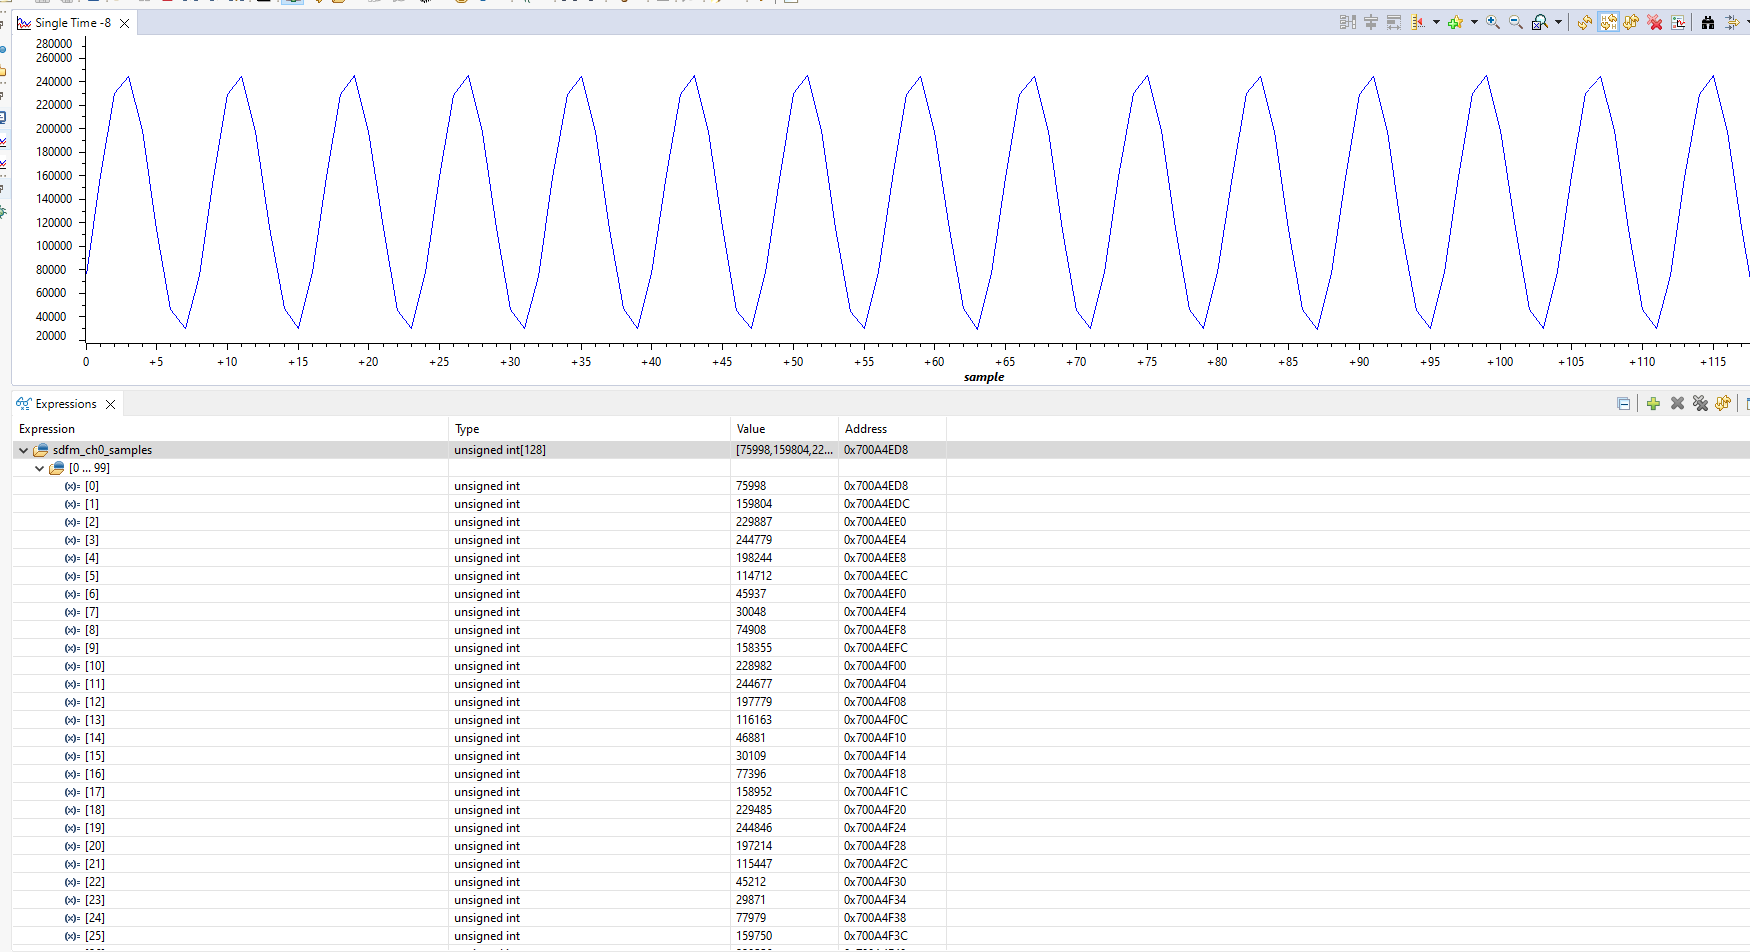 Single Time -8
280000
260000
240000
220000
200000
180000
160000
140000
120000
100000
80000
60000
40000
20000
0 +5 +10 +15 +20 +25 +30 +35 +40 +45 +50 +55 +60 +65 +70 +75 +80 +85 +90 +95 +100 +105 +110 +115
sample
Expressions
Expression Type Value Address
sdfm_ch0_samples unsigned int[128] [75998,159804,22... 0x700A4ED8
[0 ... 99]
(x)= [0] unsigned int 75998 0x700A4ED8
(x)= [1] unsigned int 159804 0x700A4EDC
(x)= [2] unsigned int 229887 0x700A4EE0
(x)= [3] unsigned int 244779 0x700A4EE4
(x)= [4] unsigned int 198244 0x700A4EE8
(x)= [5] unsigned int 114712 0x700A4EEC
(x)= [6] unsigned int 45937 0x700A4EF0
(x)= [7] unsigned int 30048 0x700A4EF4
(x)= [8] unsigned int 74908 0x700A4EF8
(x)= [9] unsigned int 158355 0x700A4EFC
(x)= [10] unsigned int 228982 0x700A4F00
(x)= [11] unsigned int 244677 0x700A4F04
(x)= [12] unsigned int 197779 0x700A4F08
(x)= [13] unsigned int 116163 0x700A4F0C
(x)= [14] unsigned int 46881 0x700A4F10
(x)= [15] unsigned int 30109 0x700A4F14
(x)= [16] unsigned int 77396 0x700A4F18
(x)= [17] unsigned int 158952 0x700A4F1C
(x)= [18] unsigned int 229485 0x700A4F20
(x)= [19] unsigned int 244846 0x700A4F24
(x)= [20] unsigned int 197214 0x700A4F28
(x)= [21] unsigned int 115447 0x700A4F2C
(x)= [22] unsigned int 45212 0x700A4F30
(x)= [23] unsigned int 29871 0x700A4F34
(x)= [24] unsigned int 77979 0x700A4F38
(x)= [25] unsigned int 159750 0x700A4F3C